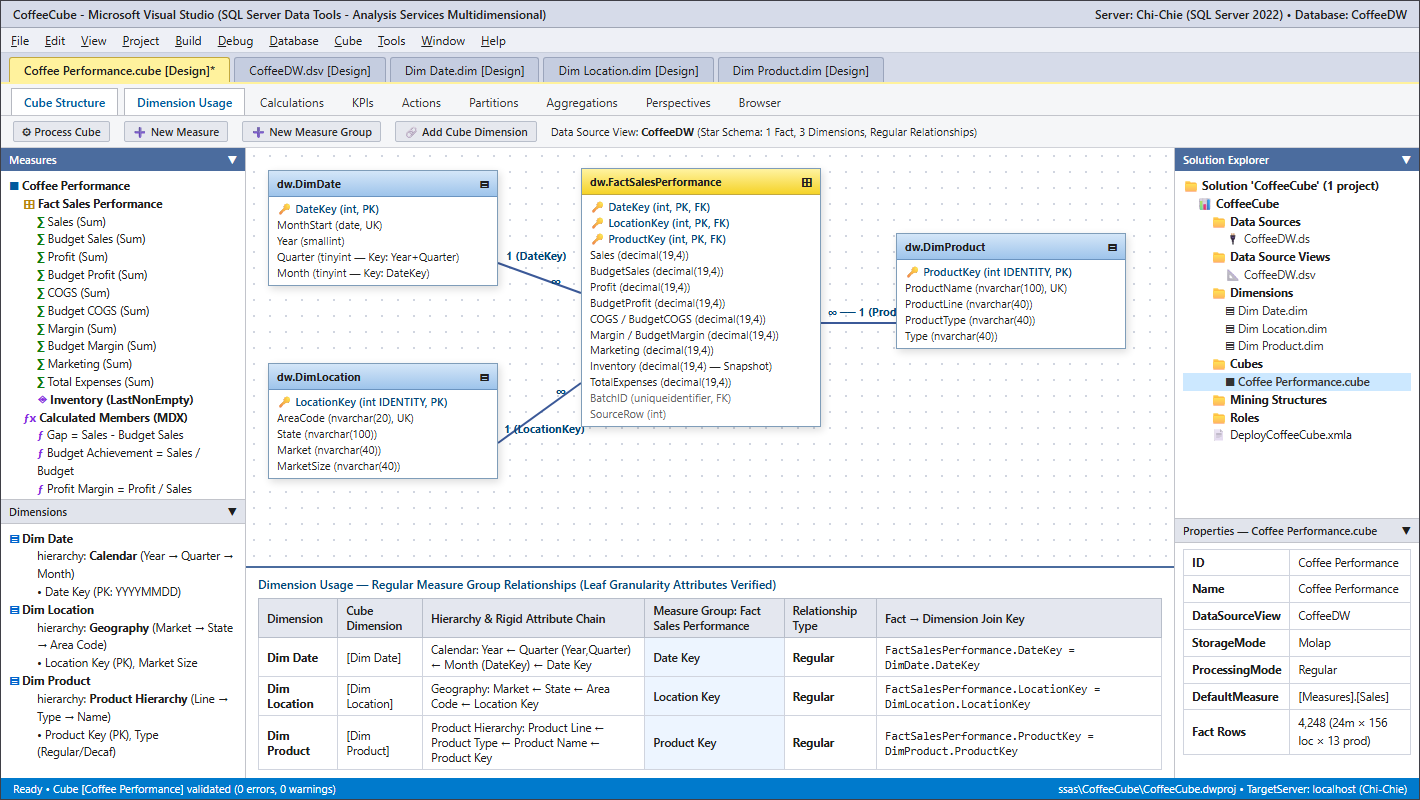 CoffeeCube - Microsoft Visual Studio (SQL Server Data Tools - Analysis Services Multidimensional)
Server: Chi-Chie (SQL Server 2022) • Database: CoffeeDW
File Edit View Project Build Debug Database Cube Tools Window Help
Coffee Performance.cube [Design]*
CoffeeDW.dsv [Design]
Dim Date.dim [Design]
Dim Location.dim [Design]
Dim Product.dim [Design]
Cube Structure
Dimension Usage
Calculations
KPIs
Actions
Partitions
Aggregations
Perspectives
Browser
⚙ Process Cube
➕ New Measure
➕ New Measure Group
🔗 Add Cube Dimension
Data Source View: CoffeeDW (Star Schema: 1 Fact, 3 Dimensions, Regular Relationships)
Measures ▼
Coffee Performance
Fact Sales Performance
∑ Sales (Sum)
∑ Budget Sales (Sum)
∑ Profit (Sum)
∑ Budget Profit (Sum)
∑ COGS (Sum)
∑ Budget COGS (Sum)
∑ Margin (Sum)
∑ Budget Margin (Sum)
∑ Marketing (Sum)
∑ Total Expenses (Sum)
Inventory (LastNonEmpty)
ƒx Calculated Members (MDX)
ƒ Gap = Sales - Budget Sales
ƒ Budget Achievement = Sales /
Budget
ƒ Profit Margin = Profit / Sales
Dimensions ▼
Dim Date
hierarchy: Calendar (Year → Quarter →
Month)
• Date Key (PK: YYYYMMDD)
Dim Location
hierarchy: Geography (Market → State
→ Area Code)
• Location Key (PK), Market Size
Dim Product
hierarchy: Product Hierarchy (Line →
Type → Name)
• Product Key (PK), Type
(Regular/Decaf)
dw.DimDate
DateKey (int, PK)
MonthStart (date, UK)
Year (smallint)
Quarter (tinyint — Key: Year+Quarter)
Month (tinyint — Key: DateKey)
1 (DateKey)
∞
dw.DimLocation
LocationKey (int IDENTITY, PK)
AreaCode (nvarchar(20), UK)
State (nvarchar(100))
Market (nvarchar(40))
MarketSize (nvarchar(40))
∞
1 (LocationKey)
dw.FactSalesPerformance
DateKey (int, PK, FK)
LocationKey (int, PK, FK)
ProductKey (int, PK, FK)
Sales (decimal(19,4))
BudgetSales (decimal(19,4))
Profit (decimal(19,4))
BudgetProfit (decimal(19,4))
COGS / BudgetCOGS (decimal(19,4))
Margin / BudgetMargin (decimal(19,4))
Marketing (decimal(19,4))
Inventory (decimal(19,4) — Snapshot)
TotalExpenses (decimal(19,4))
BatchID (uniqueidentifier, FK)
SourceRow (int)
∞ ── 1 (Prod
dw.DimProduct
ProductKey (int IDENTITY, PK)
ProductName (nvarchar(100), UK)
ProductLine (nvarchar(40))
ProductType (nvarchar(40))
Type (nvarchar(40))
Dimension Usage — Regular Measure Group Relationships (Leaf Granularity Attributes Verified)
Dimension
Cube
Dimension
Hierarchy & Rigid Attribute Chain
Measure Group: Fact
Sales Performance
Relationship
Type
Fact → Dimension Join Key
Dim Date
[Dim Date]
Calendar: Year ← Quarter (Year,Quarter)
← Month (DateKey) ← Date Key
Date Key
Regular
FactSalesPerformance.DateKey =
DimDate.DateKey
Dim
Location
[Dim
Location]
Geography: Market ← State ← Area
Code ← Location Key
Location Key
Regular
FactSalesPerformance.LocationKey =
DimLocation.LocationKey
Dim
Product
[Dim
Product]
Product Hierarchy: Product Line ←
Product Type ← Product Name ←
Product Key
Product Key
Regular
FactSalesPerformance.ProductKey =
DimProduct.ProductKey
Solution Explorer ▼
Solution 'CoffeeCube' (1 project)
CoffeeCube
Data Sources
CoffeeDW.ds
Data Source Views
CoffeeDW.dsv
Dimensions
Dim Date.dim
Dim Location.dim
Dim Product.dim
Cubes
Coffee Performance.cube
Mining Structures
Roles
DeployCoffeeCube.xmla
Properties — Coffee Performance.cube ▼
ID Coffee Performance
Name Coffee Performance
DataSourceView CoffeeDW
StorageMode Molap
ProcessingMode Regular
DefaultMeasure [Measures].[Sales]
Fact Rows
4,248 (24m × 156
loc × 13 prod)
Ready • Cube [Coffee Performance] validated (0 errors, 0 warnings)
ssas\CoffeeCube\CoffeeCube.dwproj • TargetServer: localhost (Chi-Chie)